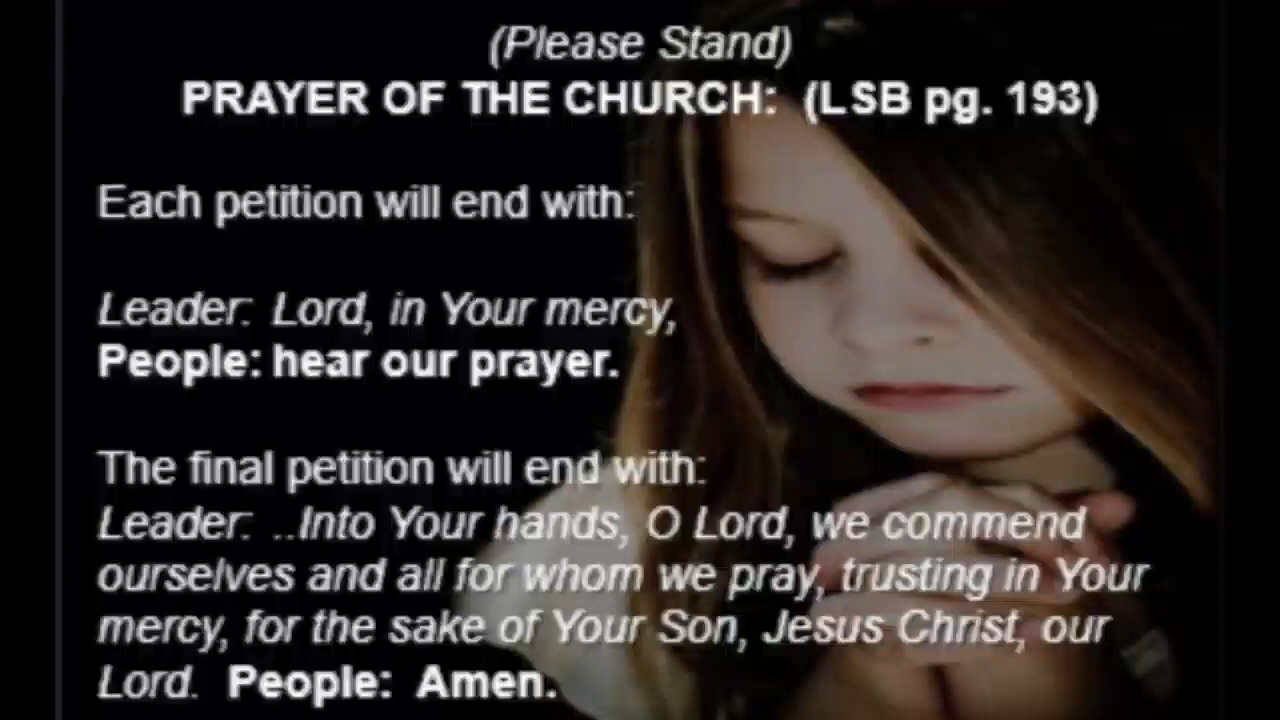 (Please Stand)
PRAYER OF THE CHURCH: (LSB pg. 193)
Each petition will end with:
Leader: Lord, in Your mercy,
People: hear our prayer.
The final petition will end with:
Leader: ..Into Your hands, O Lord, we commend
ourselves and all for whom we pray, trusting in Your
mercy, for the sake of Your Son, Jesus Christ, our
Lord. People: Amen.